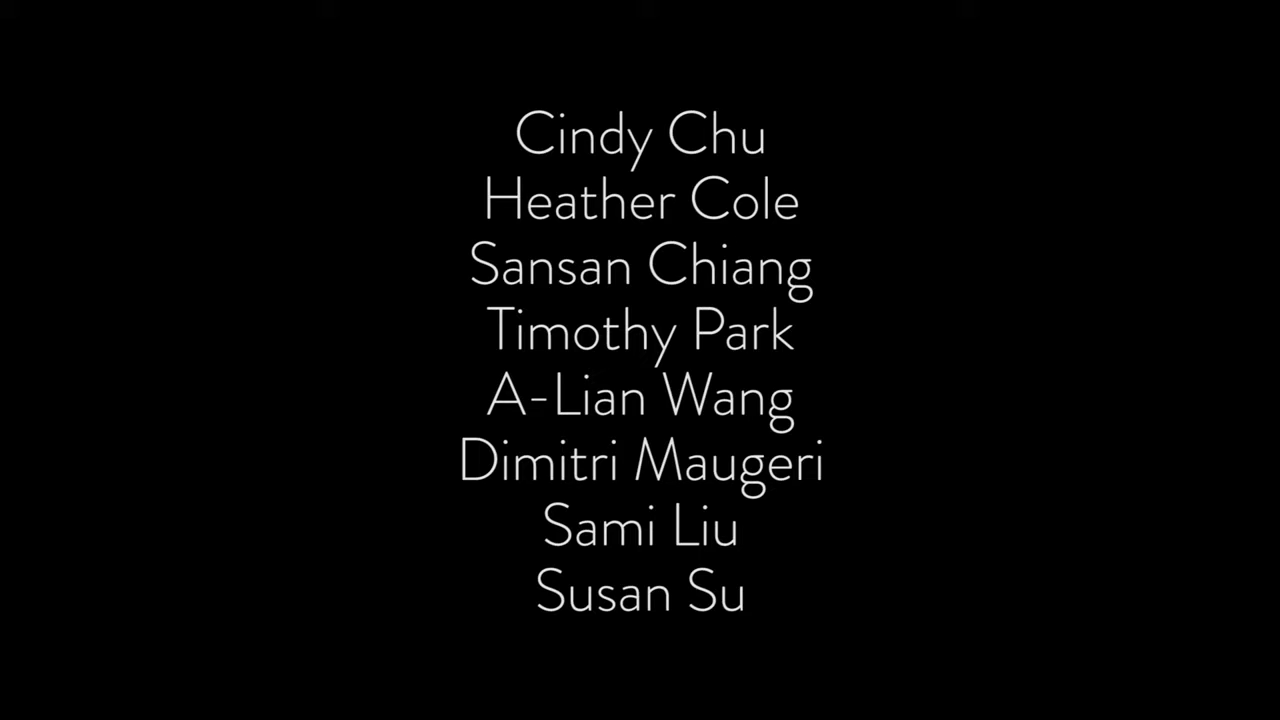 Cindy Chu
Heather Cole
Sansan Chiang
Timothy Park
A-Lian Wang
Dimitri Maugeri
Sami Liu
Susan Su